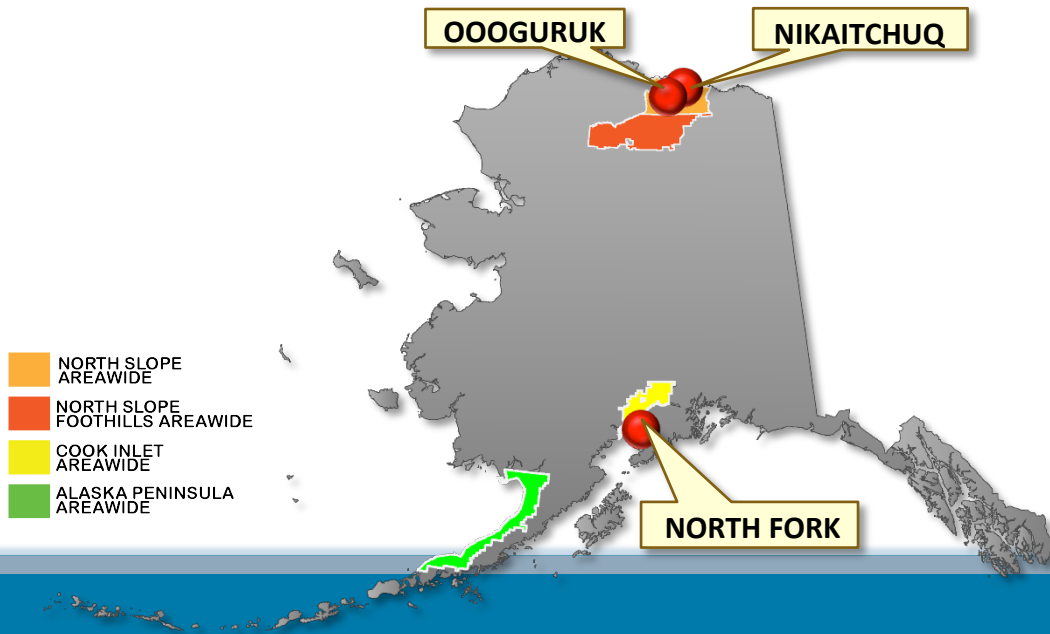 OOOGURUK
NIKAITCHUQ
NORTH SLOPE
AREAWIDE
NORTH SLOPE
FOOTHILLS AREAWIDE
COOK INLET
AREAWIDE
ALASKA PENINSULA
AREAWIDE
NORTH FORK